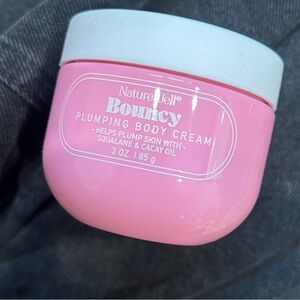 NatureWell®
Bouncy
PLUMPING BODY CREAM
- HELPS PLUMP SKIN WITH -
SQUALANE & CACAY OIL
3 OZ. | 85 g